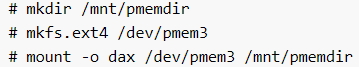 # mkdir /mnt/pmemdir
# mkfs.ext4 /dev/pmem3
# mount -o dax /dev/pmem3 /mnt/pmemdir